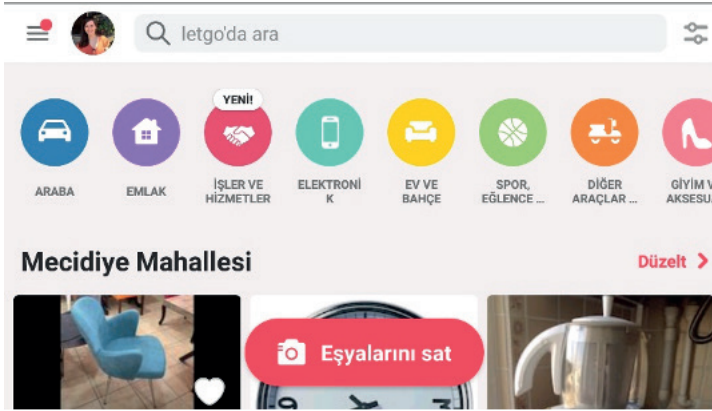 letgo'da ara
YENİ!
ARABA
EMLAK
İŞLER VE
HİZMETLER
ELEKTRONİ
K
EV VE
BAHÇE
SPOR,
EĞLENCE ...
DİĞER
ARAÇLAR ...
GİYİM V
AKSESU
Mecidiye Mahallesi
Düzelt
Eşyalarını sat